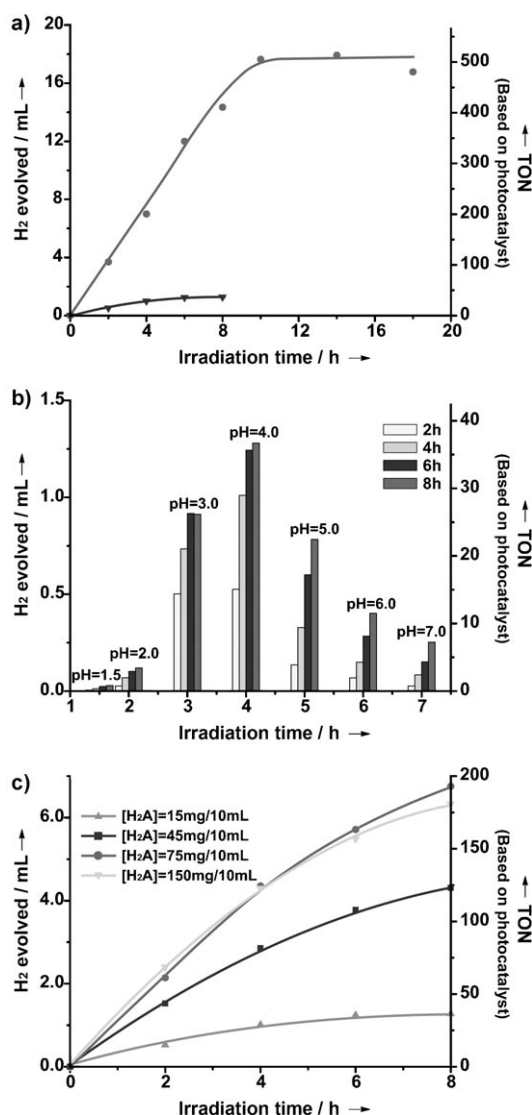 a)
20
16
12
8
4
0
H2 evolved / mL →
500
400
300
200
100
0
← TON
(Based on photocatalyst)
0 4 8 12 16 20
Irradiation time / h →
b)
1.5
1.0
0.5
0.0
H2 evolved / mL →
pH=1.5
pH=2.0
pH=3.0
pH=4.0
pH=5.0
pH=6.0
pH=7.0
2h
4h
6h
8h
40
30
20
10
0
← TON
(Based on photocatalyst)
1 2 3 4 5 6 7
Irradiation time / h →
c)
6.0
4.0
2.0
0.0
H2 evolved / mL →
[H2A]=15mg/10mL
[H2A]=45mg/10mL
[H2A]=75mg/10mL
[H2A]=150mg/10mL
200
150
100
50
0
← TON
(Based on photocatalyst)
0 2 4 6 8
Irradiation time / h →